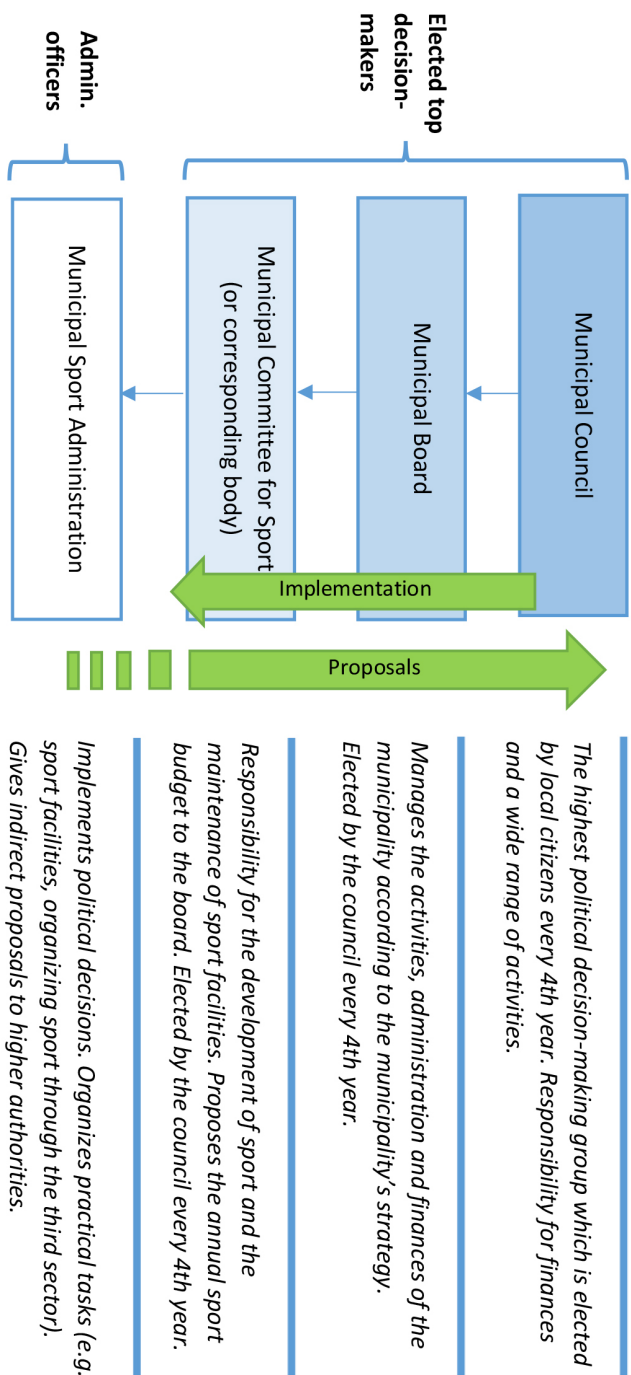 Elected top
decision-
makers
Admin.
officers
Municipal Council
Municipal Board
Municipal Committee for Sport
(or corresponding body)
Municipal Sport Administration
Implementation
Proposals
The highest political decision-making group which is elected
by local citizens every 4th year. Responsibility for finances
and a wide range of activities.
Manages the activities, administration and finances of the
municipality according to the municipality’s strategy.
Elected by the council every 4th year.
Responsibility for the development of sport and the
maintenance of sport facilities. Proposes the annual sport
budget to the board. Elected by the council every 4th year.
Implements political decisions. Organizes practical tasks (e.g.
sport facilities, organizing sport through the third sector).
Gives indirect proposals to higher authorities.